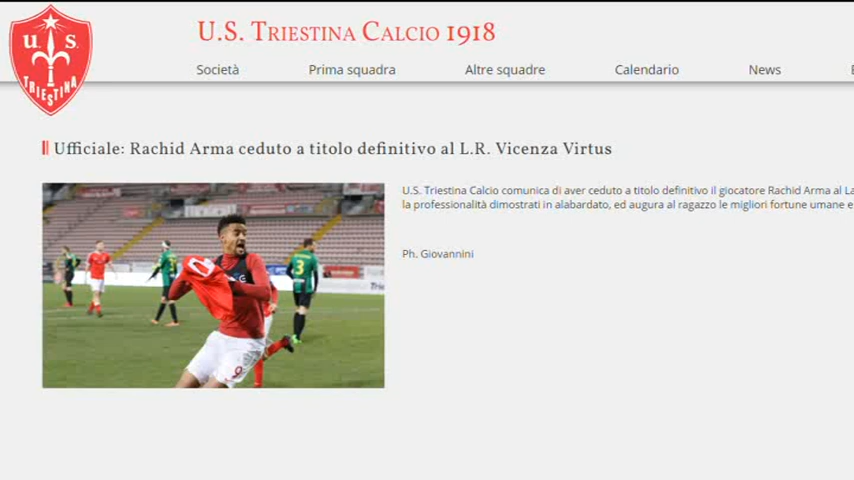 U.S. TRIESTINA CALCIO 1918
U. S.
TRIESTINA
Società Prima squadra Altre squadre Calendario News
Ufficiale: Rachid Arma ceduto a titolo definitivo al L.R. Vicenza Virtus
U.S. Triestina Calcio comunica di aver ceduto a titolo definitivo il giocatore Rachid Arma al
la professionalità dimostrati in alabardato, ed augura al ragazzo le migliori fortune umane e
Ph. Giovannini
3
9